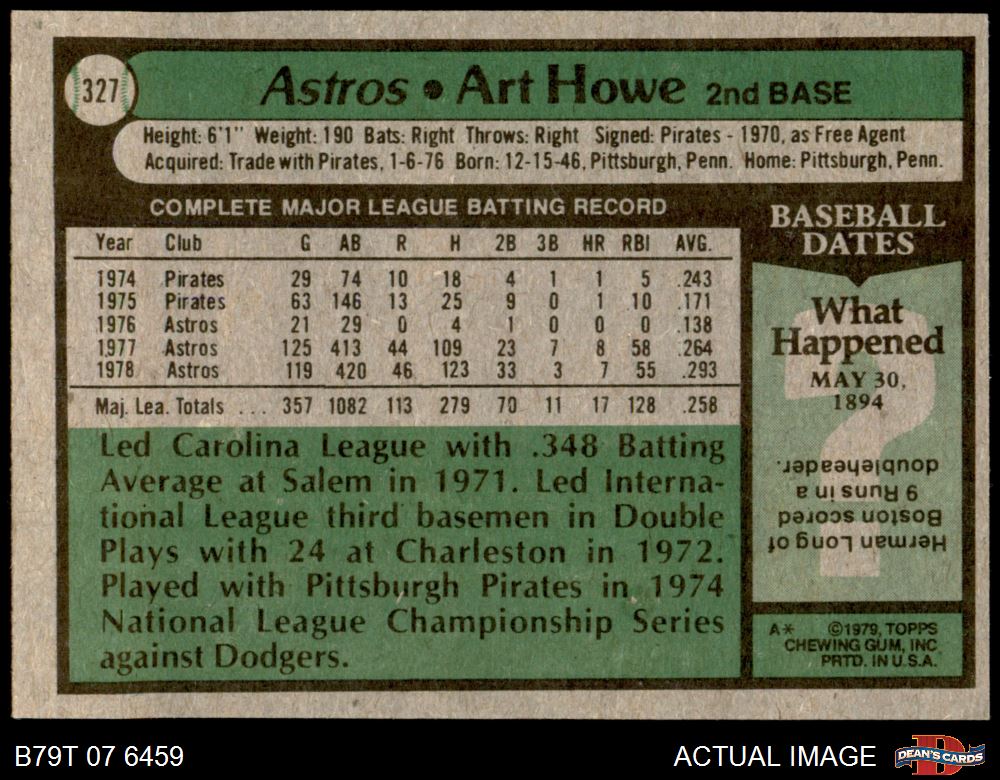 327
Astros • Art Howe 2nd BASE
Height: 6'1" Weight: 190 Bats: Right Throws: Right Signed: Pirates - 1970, as Free Agent
Acquired: Trade with Pirates, 1-6-76 Born: 12-15-46, Pittsburgh, Penn. Home: Pittsburgh, Penn.
COMPLETE MAJOR LEAGUE BATTING RECORD
Year Club G AB R H 2B 3B HR RBI AVG.
1974 Pirates 29 74 10 18 4 1 1 5 .243
1975 Pirates 63 146 13 25 9 0 1 10 .171
1976 Astros 21 29 0 4 1 0 0 0 .138
1977 Astros 125 413 44 109 23 7 8 58 .264
1978 Astros 119 420 46 123 33 3 7 55 .293
Maj. Lea. Totals ... 357 1082 113 279 70 11 17 128 .258
Led Carolina League with .348 Batting
Average at Salem in 1971. Led Interna-
tional League third basemen in Double
Plays with 24 at Charleston in 1972.
Played with Pittsburgh Pirates in 1974
National League Championship Series
against Dodgers.
BASEBALL
DATES
What
Happened
MAY 30,
1894
Herman Long of
Boston scored
9 Runs in a
doubleheader.
A* ©1979, TOPPS
CHEWING GUM, INC
PRTD. IN U.S.A.
B79T 07 6459
ACTUAL IMAGE
D
DEAN'S CARDS